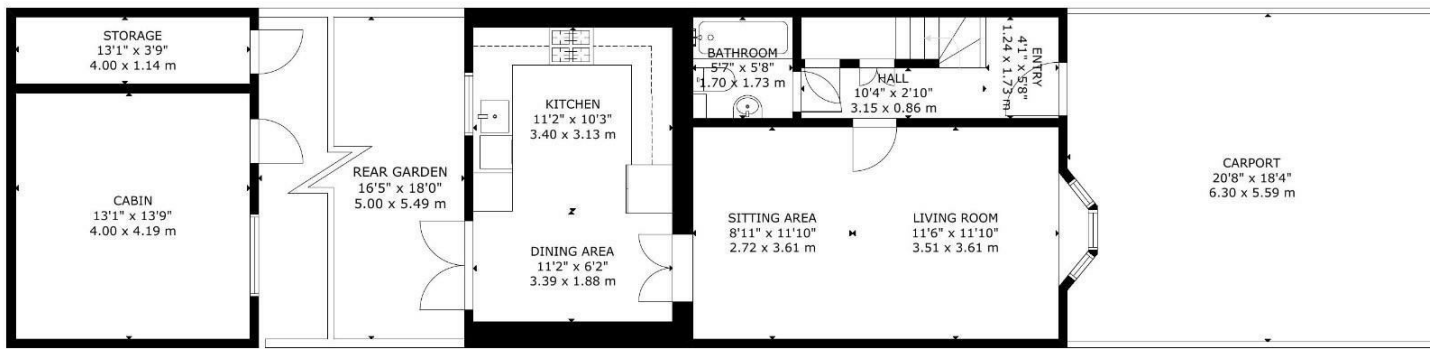 STORAGE
13'1" x 3'9"
4.00 x 1.14 m
CABIN
13'1" x 13'9"
4.00 x 4.19 m
REAR GARDEN
16'5" x 18'0"
5.00 x 5.49 m
KITCHEN
11'2" x 10'3"
3.40 x 3.13 m
DINING AREA
11'2" x 6'2"
3.39 x 1.88 m
BATHROOM
5'7" x 5'8"
1.70 x 1.73 m
HALL
10'4" x 2'10"
3.15 x 0.86 m
ENTRY
4'1" x 5'8"
1.24 x 1.73 m
SITTING AREA
8'11" x 11'10"
2.72 x 3.61 m
LIVING ROOM
11'6" x 11'10"
3.51 x 3.61 m
CARPORT
20'8" x 18'4"
6.30 x 5.59 m